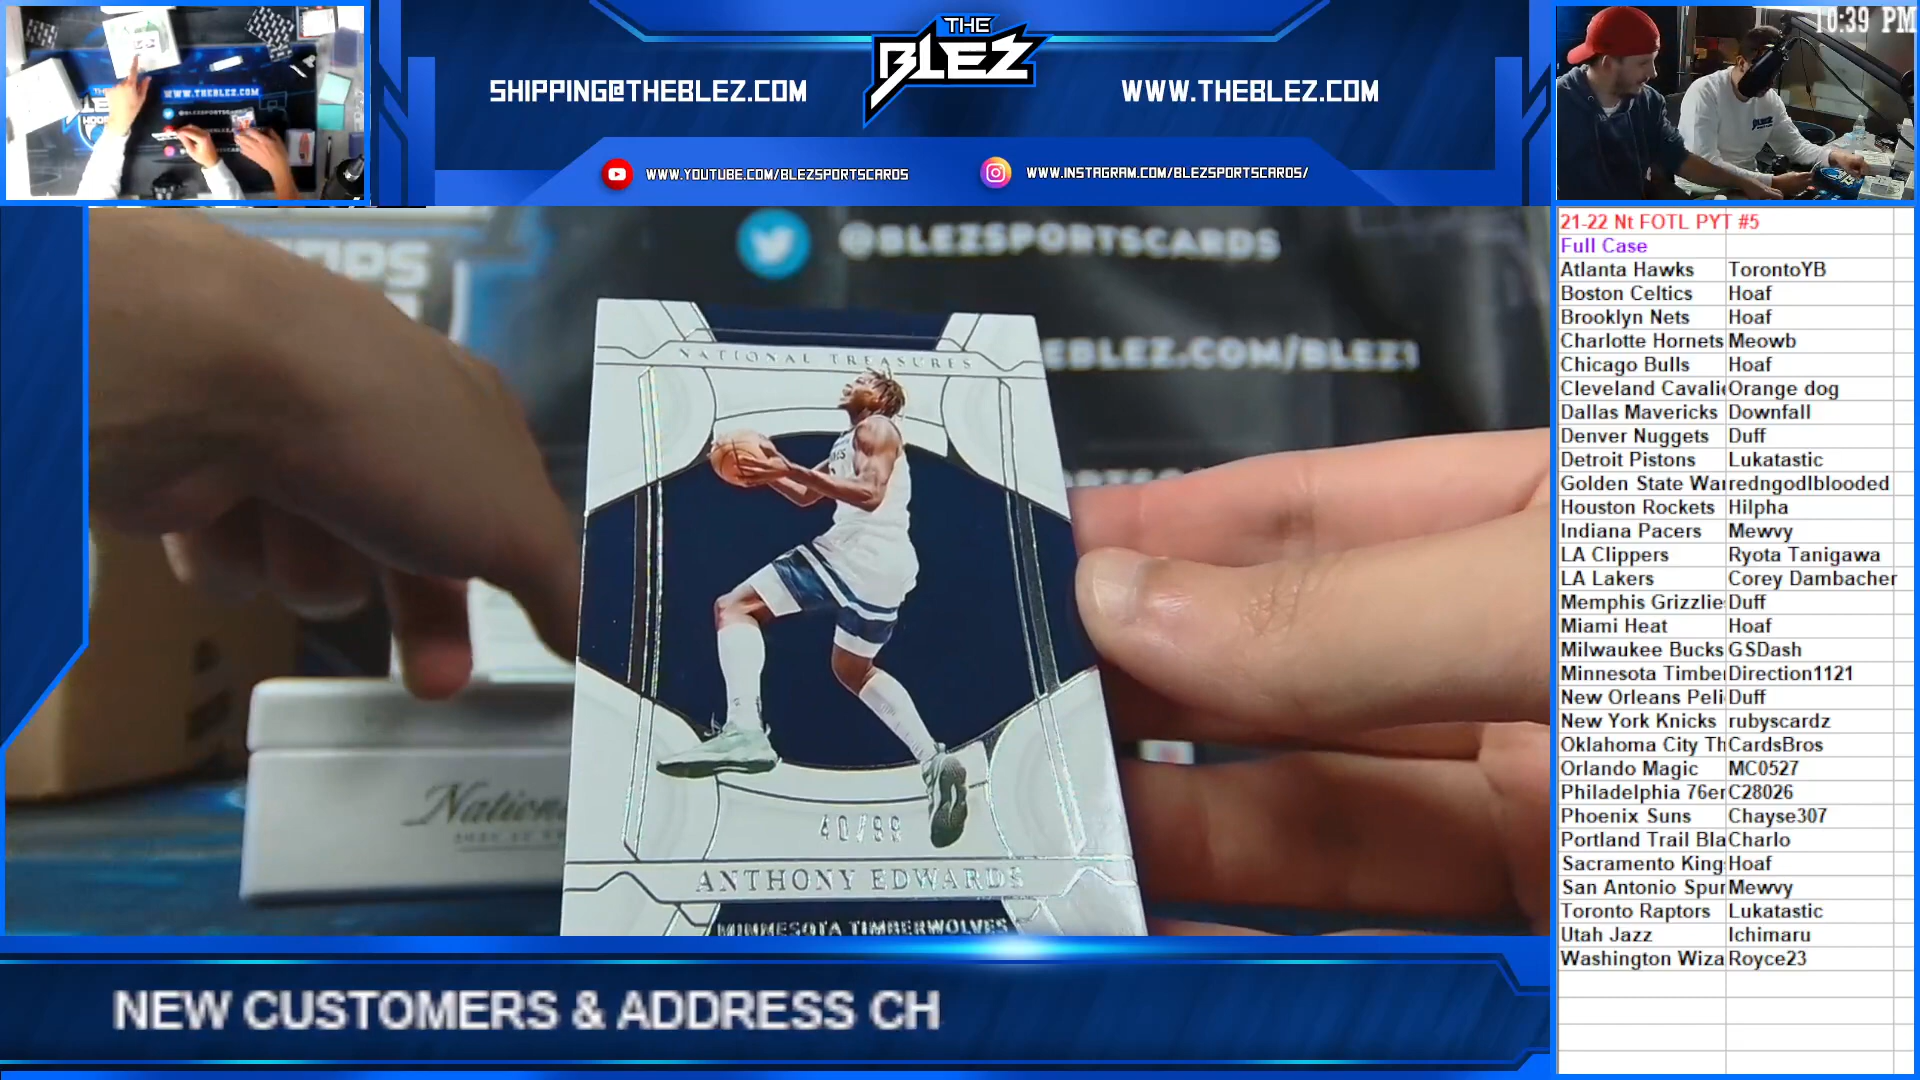 THE
BLEZ
SHIPPING@THEBLEZ.COM
WWW.THEBLEZ.COM
WWW.YOUTUBE.COM/BLEZSPORTSCARDS
WWW.INSTAGRAM.COM/BLEZSPORTSCARDS/
10:39 PM
WWW.THEBLEZ.COM
@BLEZSPORTSCARDS
EBLEZ.COM/BLEZ1
NATIONAL TREASURES
40/99
ANTHONY EDWARDS
MINNESOTA TIMBERWOLVES
Nation
21-22 Nt FOTL PYT #5
Full Case
Atlanta Hawks TorontoYB
Boston Celtics Hoaf
Brooklyn Nets Hoaf
Charlotte Hornets Meowb
Chicago Bulls Hoaf
Cleveland Cavali Orange dog
Dallas Mavericks Downfall
Denver Nuggets Duff
Detroit Pistons Lukatastic
Golden State War redngodlblooded
Houston Rockets Hilpha
Indiana Pacers Mewvy
LA Clippers Ryota Tanigawa
LA Lakers Corey Dambacher
Memphis Grizzlie Duff
Miami Heat Hoaf
Milwaukee Bucks GSDash
Minnesota Timbe Direction1121
New Orleans Peli Duff
New York Knicks rubyscardz
Oklahoma City Th CardsBros
Orlando Magic MC0527
Philadelphia 76er C28026
Phoenix Suns Chayse307
Portland Trail Bla Charlo
Sacramento King Hoaf
San Antonio Spur Mewvy
Toronto Raptors Lukatastic
Utah Jazz Ichimaru
Washington Wiza Royce23
NEW CUSTOMERS & ADDRESS CH